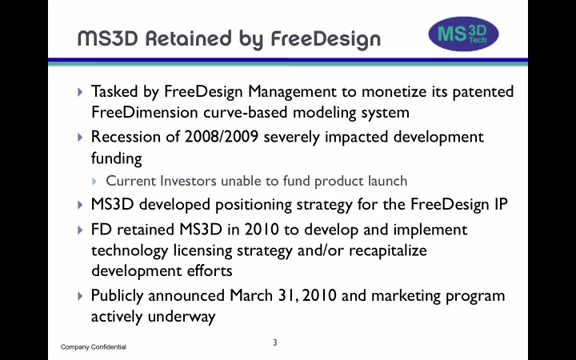 MS3D Retained by FreeDesign
MS3D
Tech
Tasked by FreeDesign Management to monetize its patented
FreeDimension curve-based modeling system
Recession of 2008/2009 severely impacted development
funding
Current Investors unable to fund product launch
MS3D developed positioning strategy for the FreeDesign IP
FD retained MS3D in 2010 to develop and implement
technology licensing strategy and/or recapitalize
development efforts
Publicly announced March 31, 2010 and marketing program
actively underway
Company Confidential
3